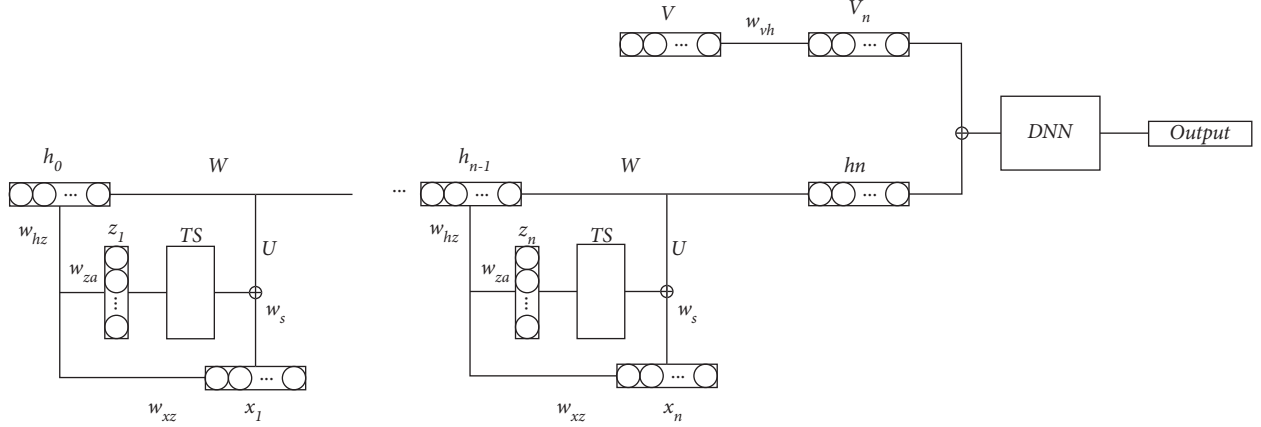 V
w_vh
V_n
DNN
Output
h_0
W
...
h_n-1
W
hn
w_hz
z_1
TS
U
w_za
w_s
w_xz
x_1
w_hz
z_n
TS
U
w_za
w_s
w_xz
x_n